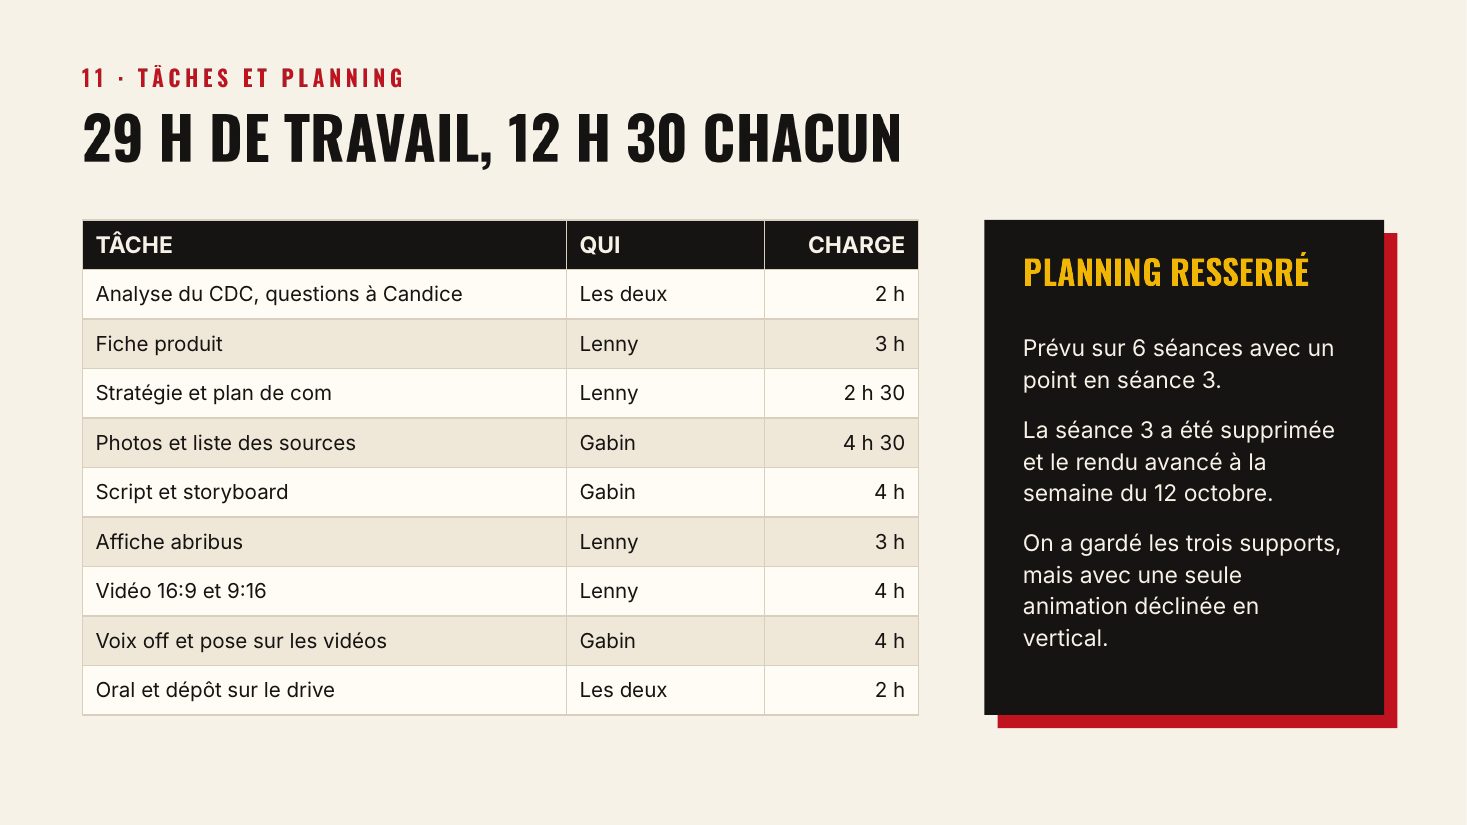 11 · TÂCHES ET PLANNING
29 H DE TRAVAIL, 12 H 30 CHACUN
TÂCHE QUI CHARGE
Analyse du CDC, questions à Candice Les deux 2 h
Fiche produit Lenny 3 h
Stratégie et plan de com Lenny 2 h 30
Photos et liste des sources Gabin 4 h 30
Script et storyboard Gabin 4 h
Affiche abribus Lenny 3 h
Vidéo 16:9 et 9:16 Lenny 4 h
Voix off et pose sur les vidéos Gabin 4 h
Oral et dépôt sur le drive Les deux 2 h
PLANNING RESSERRÉ
Prévu sur 6 séances avec un
point en séance 3.
La séance 3 a été supprimée
et le rendu avancé à la
semaine du 12 octobre.
On a gardé les trois supports,
mais avec une seule
animation déclinée en
vertical.